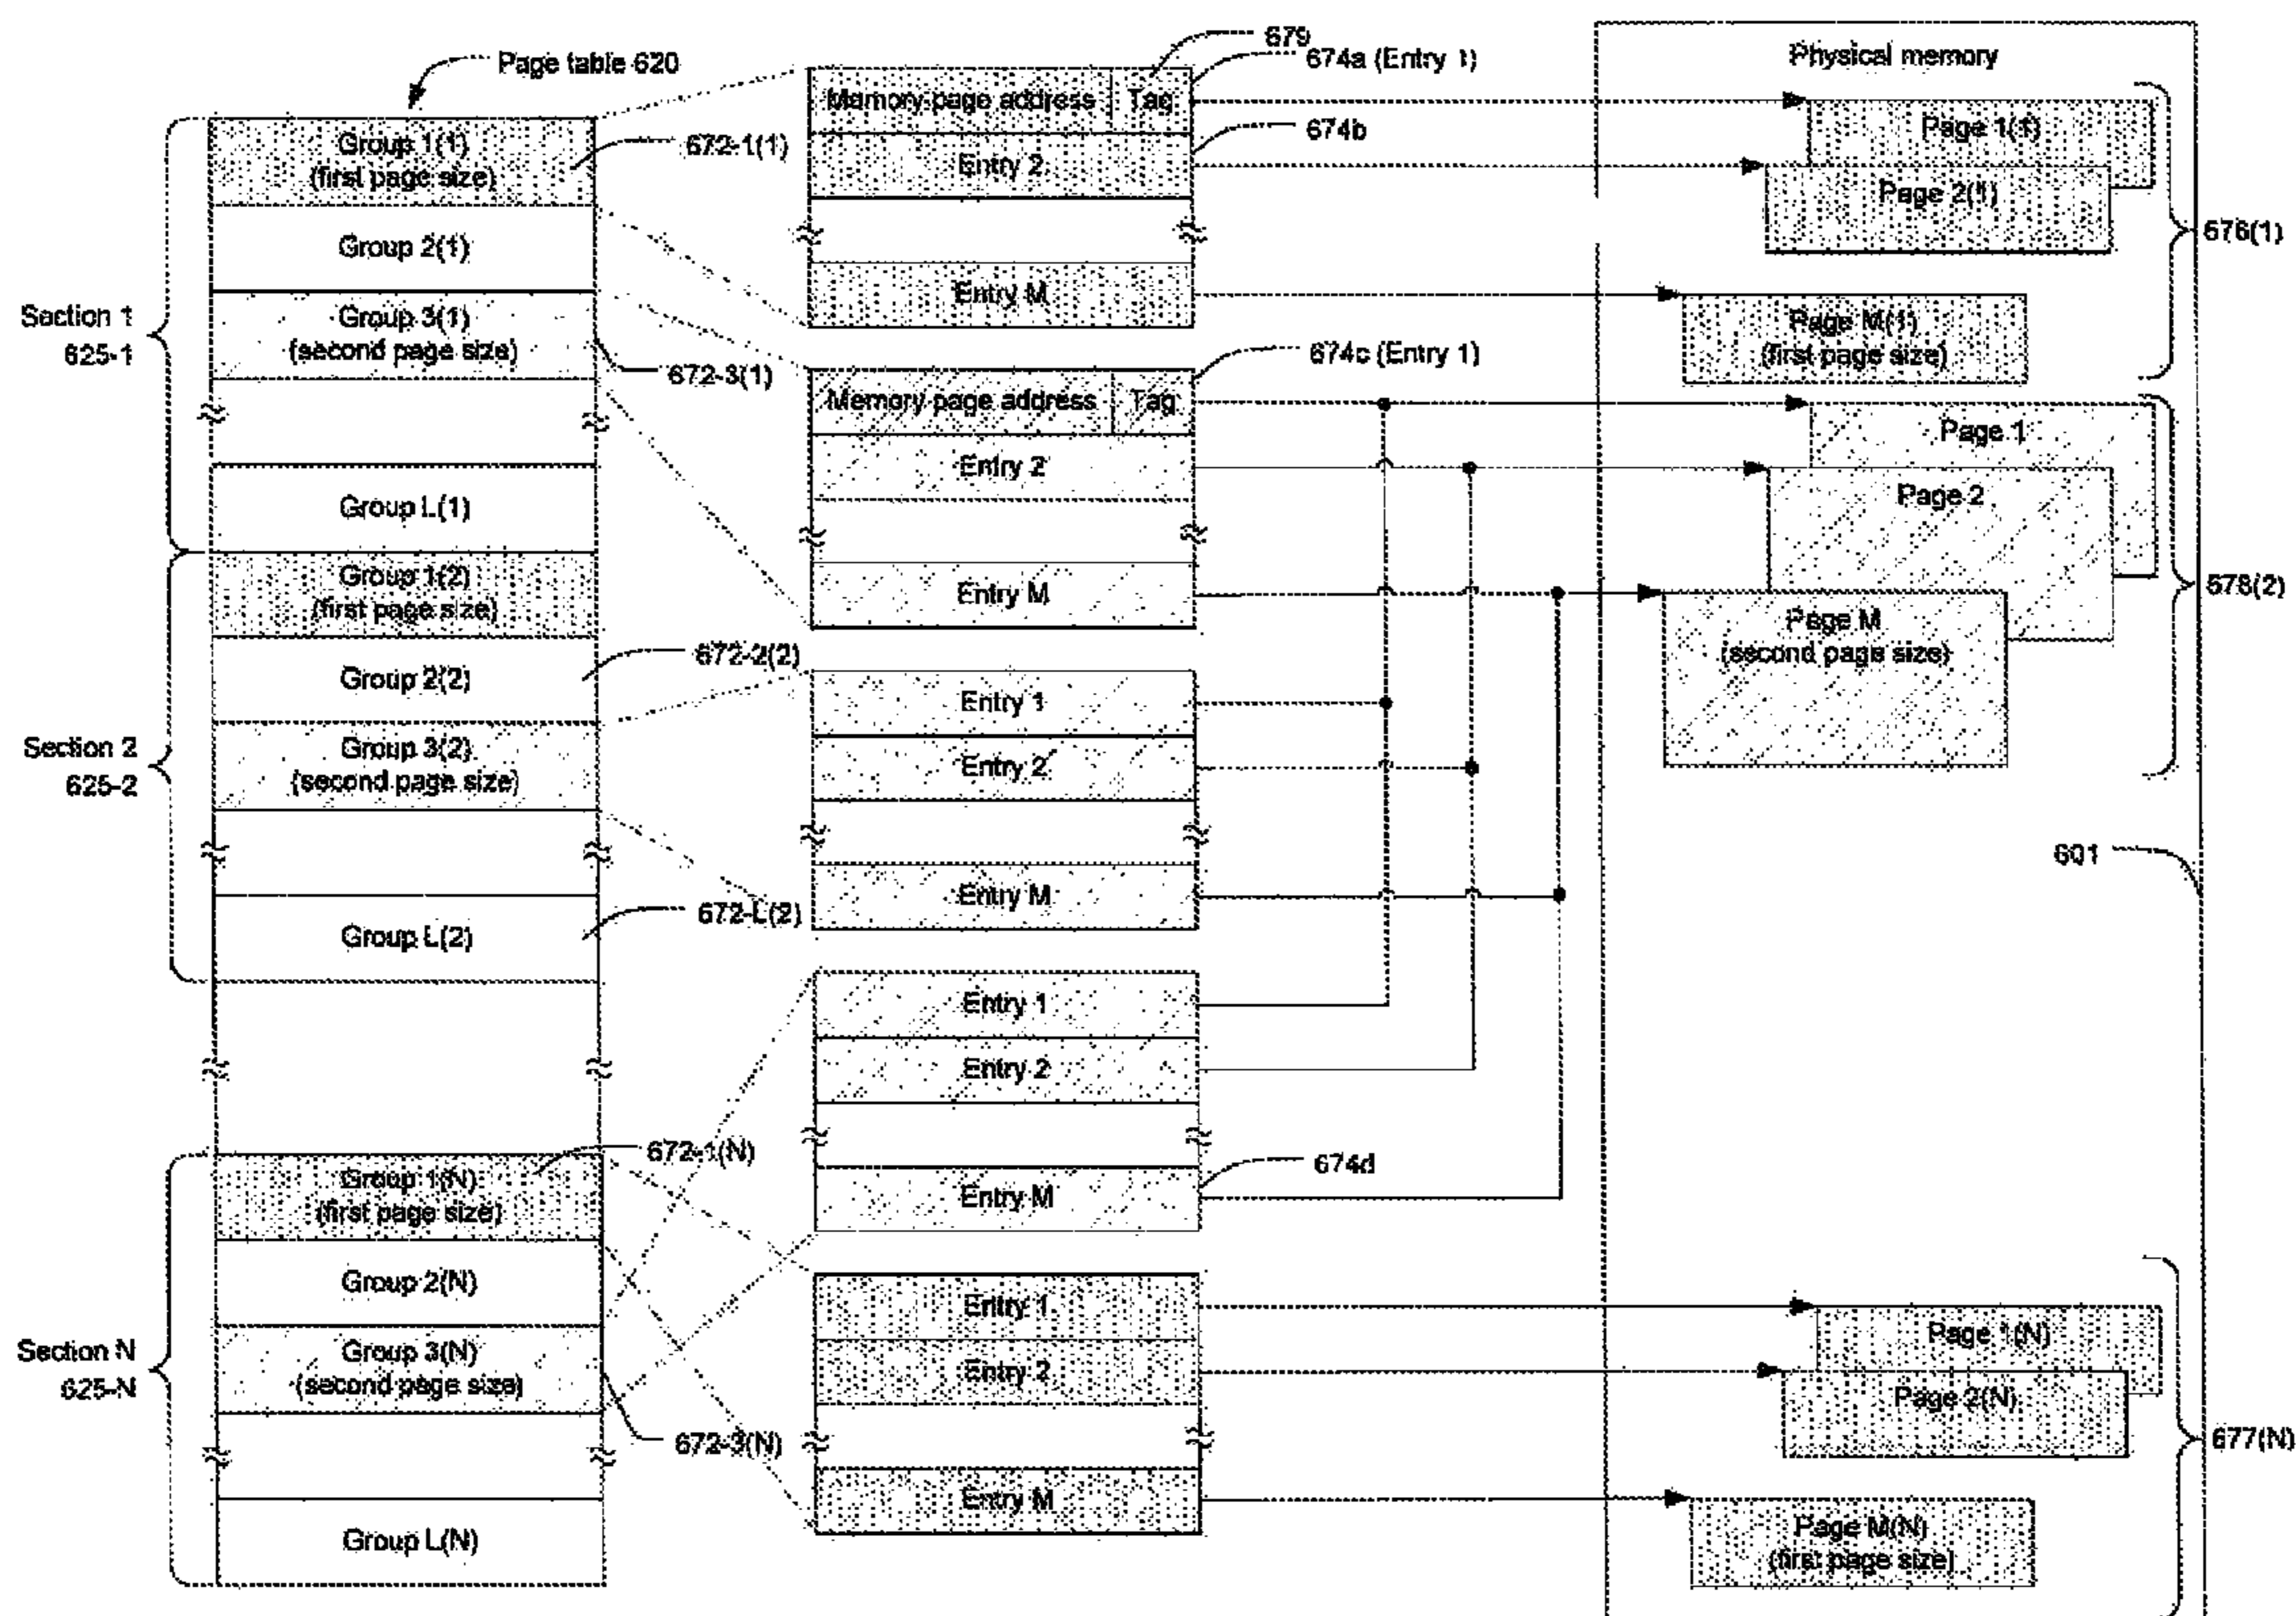 Page table 620
Section 1
625-1
Group 1(1)
(first page size)
672-1(1)
Group 2(1)
Group 3(1)
(second page size)
672-3(1)
Group L(1)
Section 2
625-2
Group 1(2)
(first page size)
Group 2(2)
672-2(2)
Group 3(2)
(second page size)
Group L(2)
672-L(2)
Section N
625-N
Group 1(N)
(first page size)
672-1(N)
Group 2(N)
Group 3(N)
(second page size)
672-3(N)
Group L(N)
679
674a (Entry 1)
Memory page address
Tag
674b
Entry 2
Entry M
674c (Entry 1)
Memory page address
Tag
Entry 2
Entry M
Entry 1
Entry 2
Entry M
Entry 1
Entry 2
674d
Entry M
Entry 1
Entry 2
Entry M
Physical memory
Page 1(1)
Page 2(1)
676(1)
Page M(1)
(first page size)
Page 1
Page 2
678(2)
Page M
(second page size)
601
Page 1(N)
Page 2(N)
677(N)
Page M(N)
(first page size)